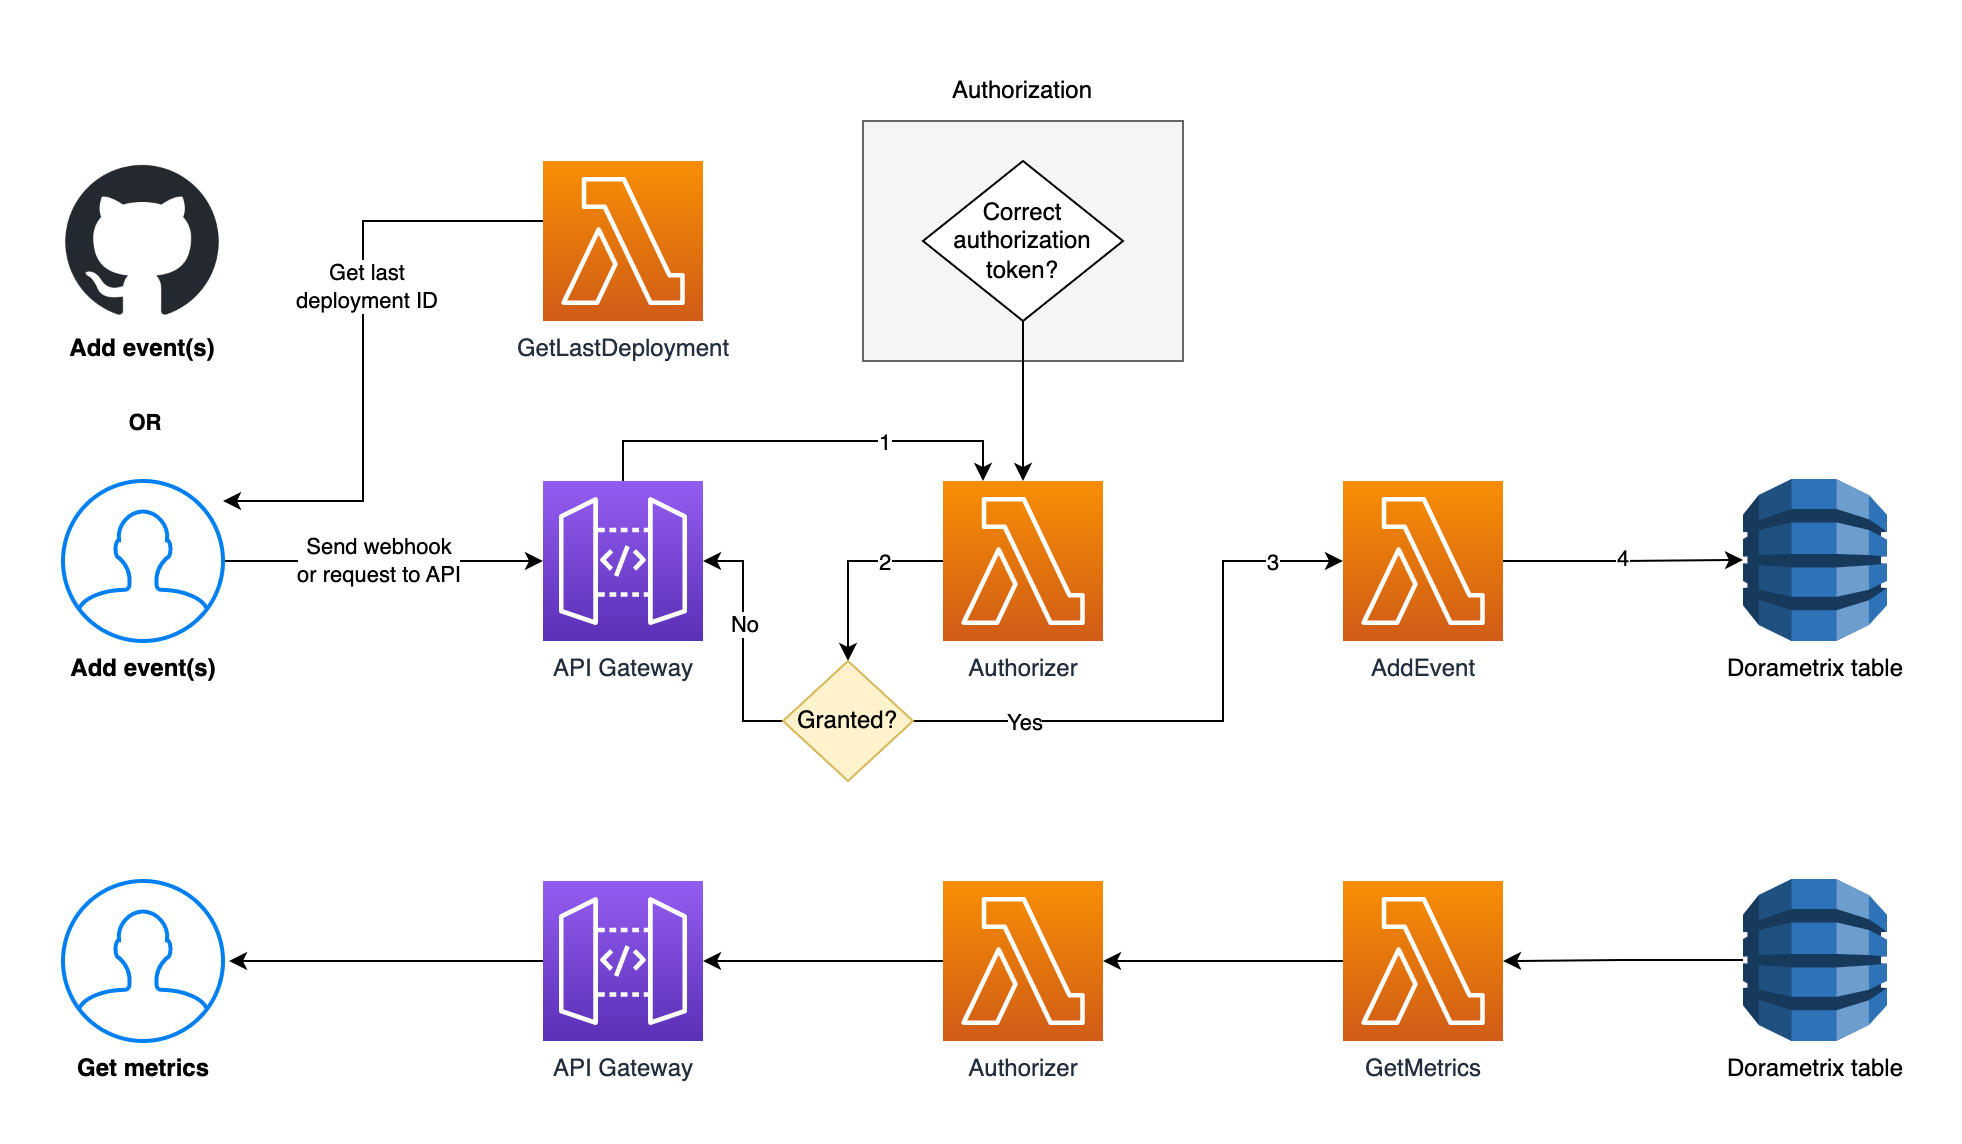 Authorization
Correct
authorization
token?
Get last
deployment ID
Add event(s)
GetLastDeployment
OR
1
Send webhook
or request to API
2
3
4
No
Add event(s)
API Gateway
Authorizer
AddEvent
Dorametrix table
Granted?
Yes
Get metrics
API Gateway
Authorizer
GetMetrics
Dorametrix table